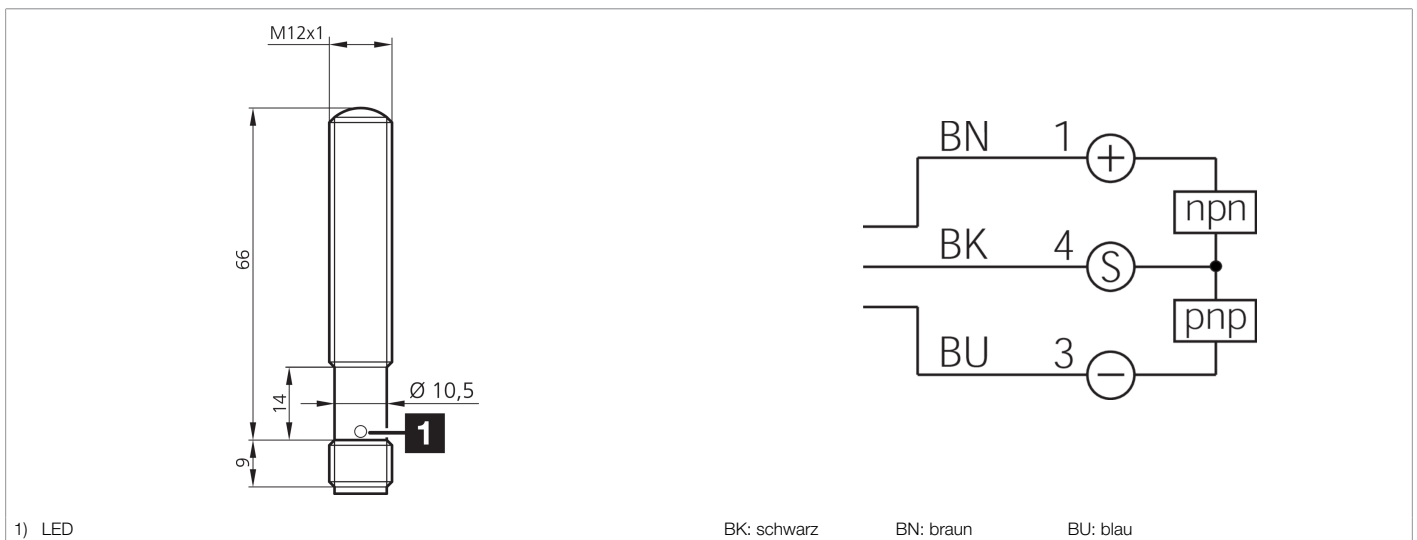 M12x1
66
14
Ø 10,5
1
9
BN 1 +
npn
BK 4 S
pnp
BU 3 −
1) LED
BK: schwarz BN: braun BU: blau